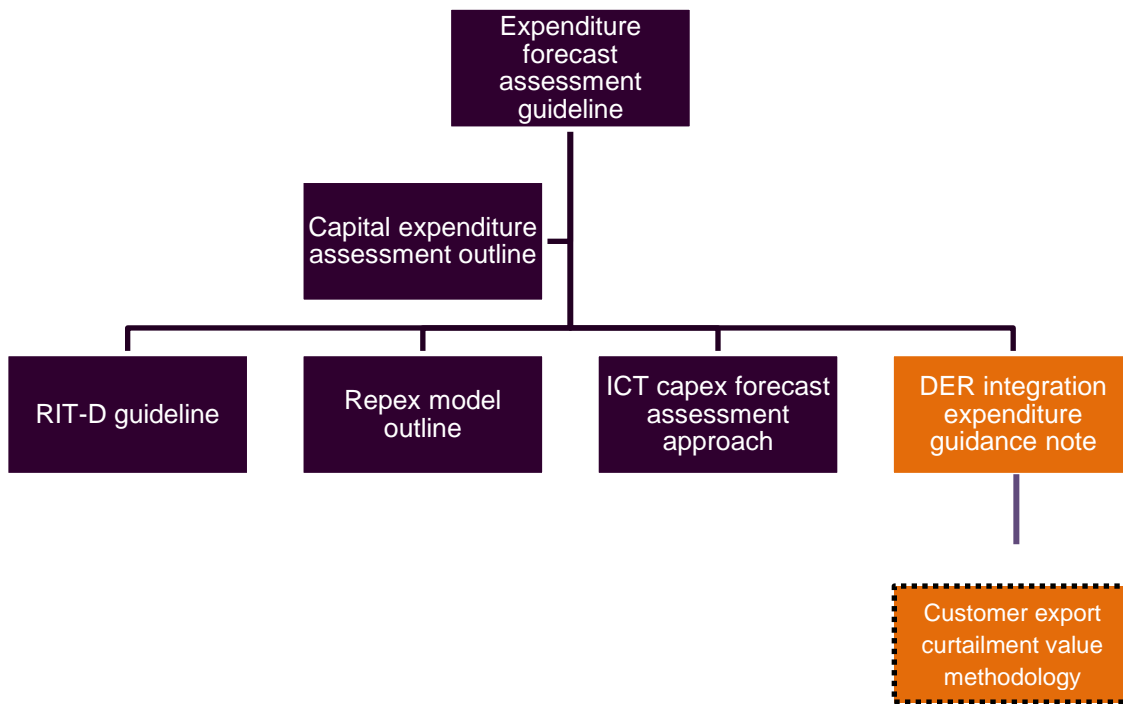 Expenditure
forecast
assessment
guideline
Capital expenditure
assessment outline
RIT-D guideline
Repex model
outline
ICT capex forecast
assessment
approach
DER integration
expenditure
guidance note
Customer export
curtailment value
methodology